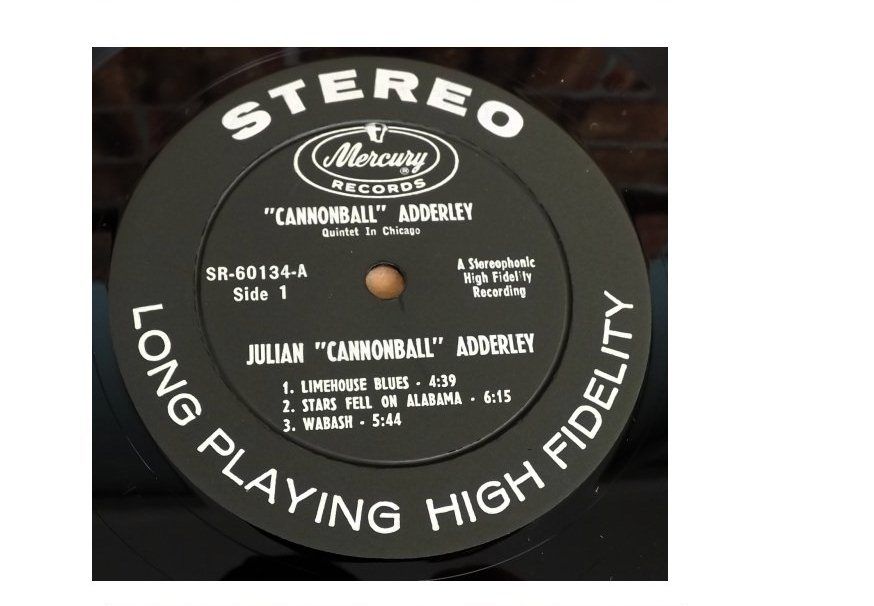 STEREO
Mercury
®
RECORDS
"CANNONBALL" ADDERLEY
Quintet In Chicago
SR-60134-A
Side 1
A Stereophonic
High Fidelity
Recording
JULIAN "CANNONBALL" ADDERLEY
1. LIMEHOUSE BLUES - 4:39
2. STARS FELL ON ALABAMA - 6:15
3. WABASH - 5:44
LONG PLAYING HIGH FIDELITY